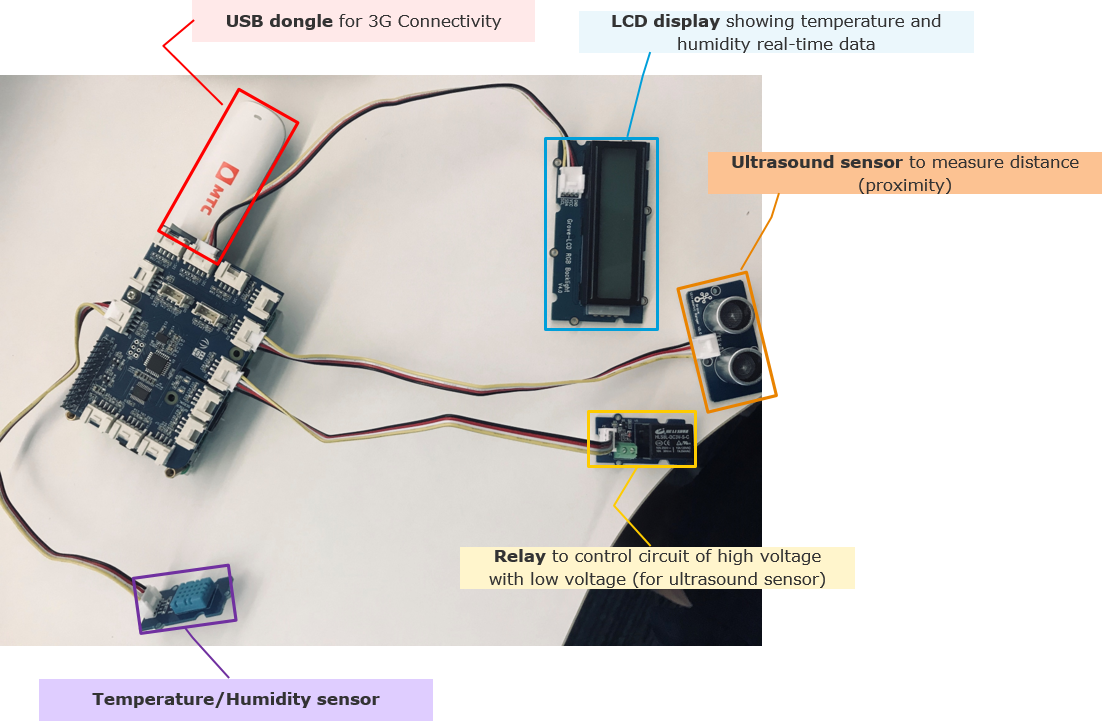 USB dongle for 3G Connectivity
LCD display showing temperature and
humidity real-time data
Ultrasound sensor to measure distance
(proximity)
MTC
Grove-LCD RGB Backlight
Relay to control circuit of high voltage
with low voltage (for ultrasound sensor)
Temperature/Humidity sensor